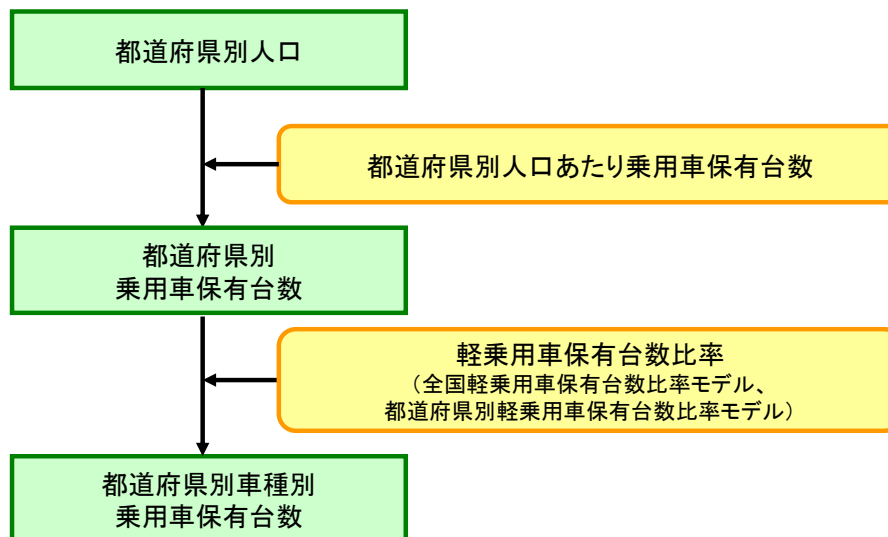 都道府県別人口
都道府県別人口あたり乗用車保有台数
都道府県別
乗用車保有台数
軽乗用車保有台数比率
（全国軽乗用車保有台数比率モデル、
都道府県別軽乗用車保有台数比率モデル）
都道府県別車種別
乗用車保有台数